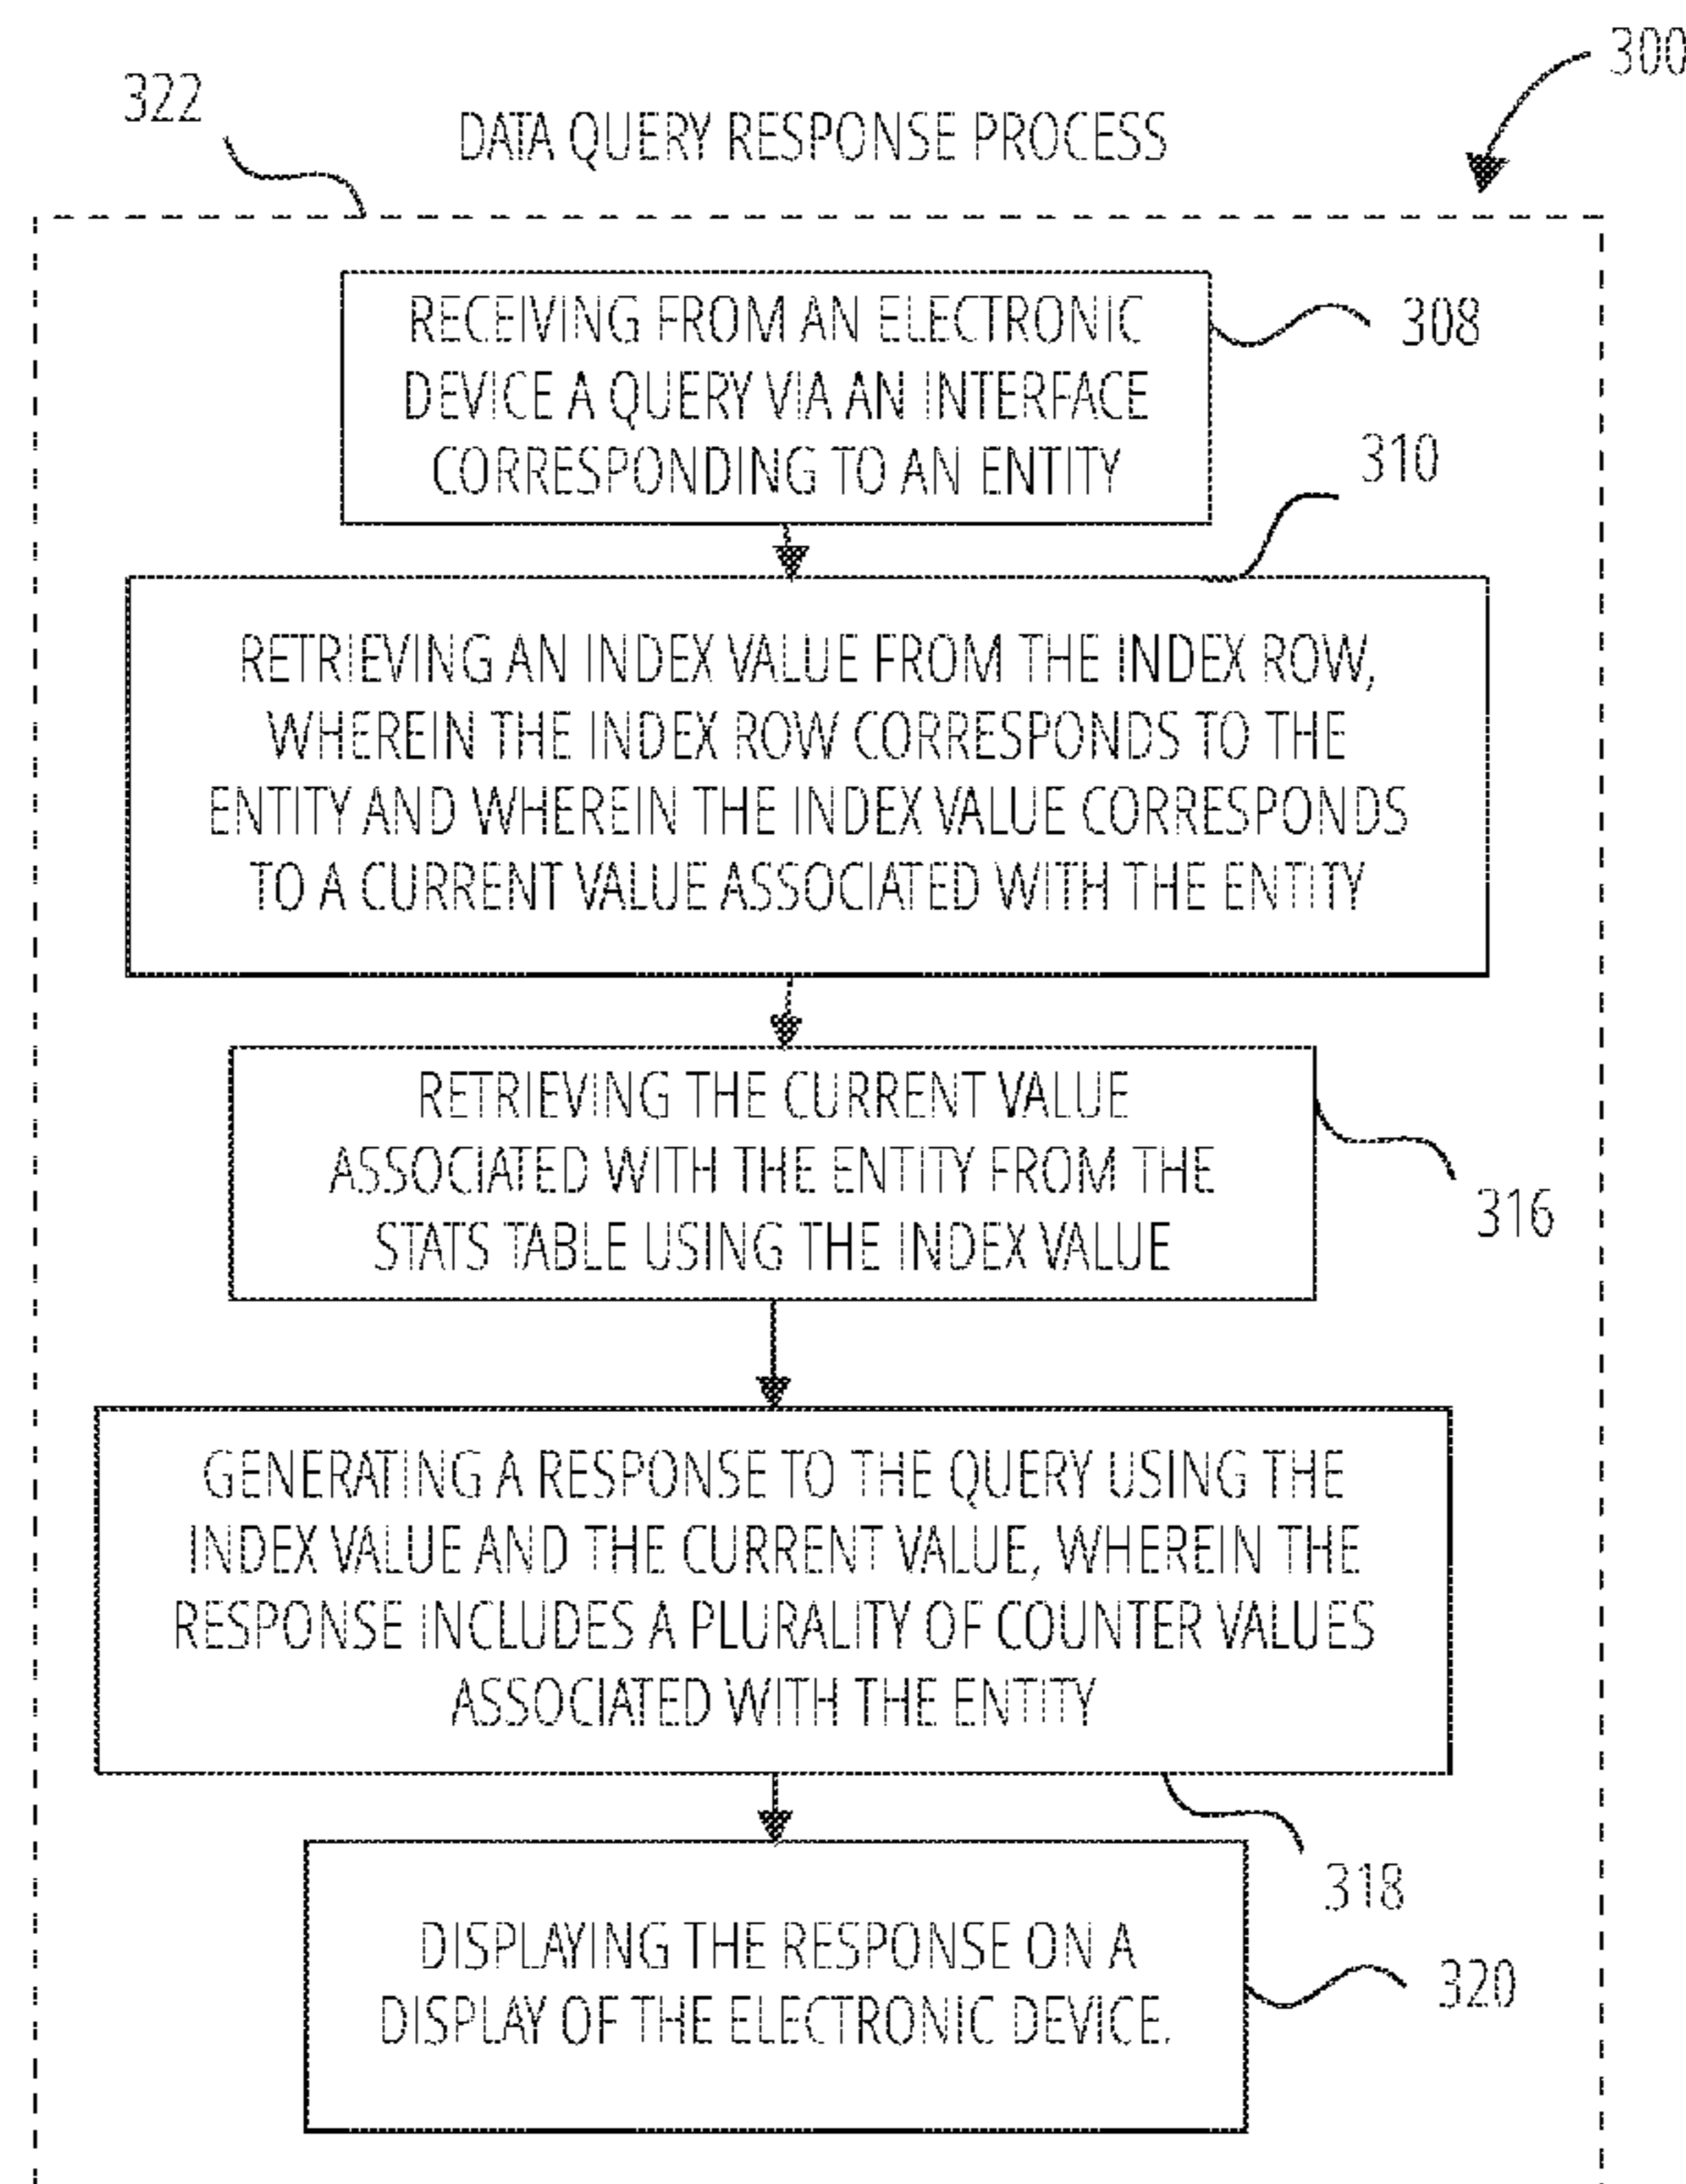 300
322
DATA QUERY RESPONSE PROCESS
RECEIVING FROM AN ELECTRONIC
DEVICE A QUERY VIA AN INTERFACE
CORRESPONDING TO AN ENTITY
308
310
RETRIEVING AN INDEX VALUE FROM THE INDEX ROW,
WHEREIN THE INDEX ROW CORRESPONDS TO THE
ENTITY AND WHEREIN THE INDEX VALUE CORRESPONDS
TO A CURRENT VALUE ASSOCIATED WITH THE ENTITY
RETRIEVING THE CURRENT VALUE
ASSOCIATED WITH THE ENTITY FROM THE
STATS TABLE USING THE INDEX VALUE
316
GENERATING A RESPONSE TO THE QUERY USING THE
INDEX VALUE AND THE CURRENT VALUE, WHEREIN THE
RESPONSE INCLUDES A PLURALITY OF COUNTER VALUES
ASSOCIATED WITH THE ENTITY
318
DISPLAYING THE RESPONSE ON A
DISPLAY OF THE ELECTRONIC DEVICE.
320